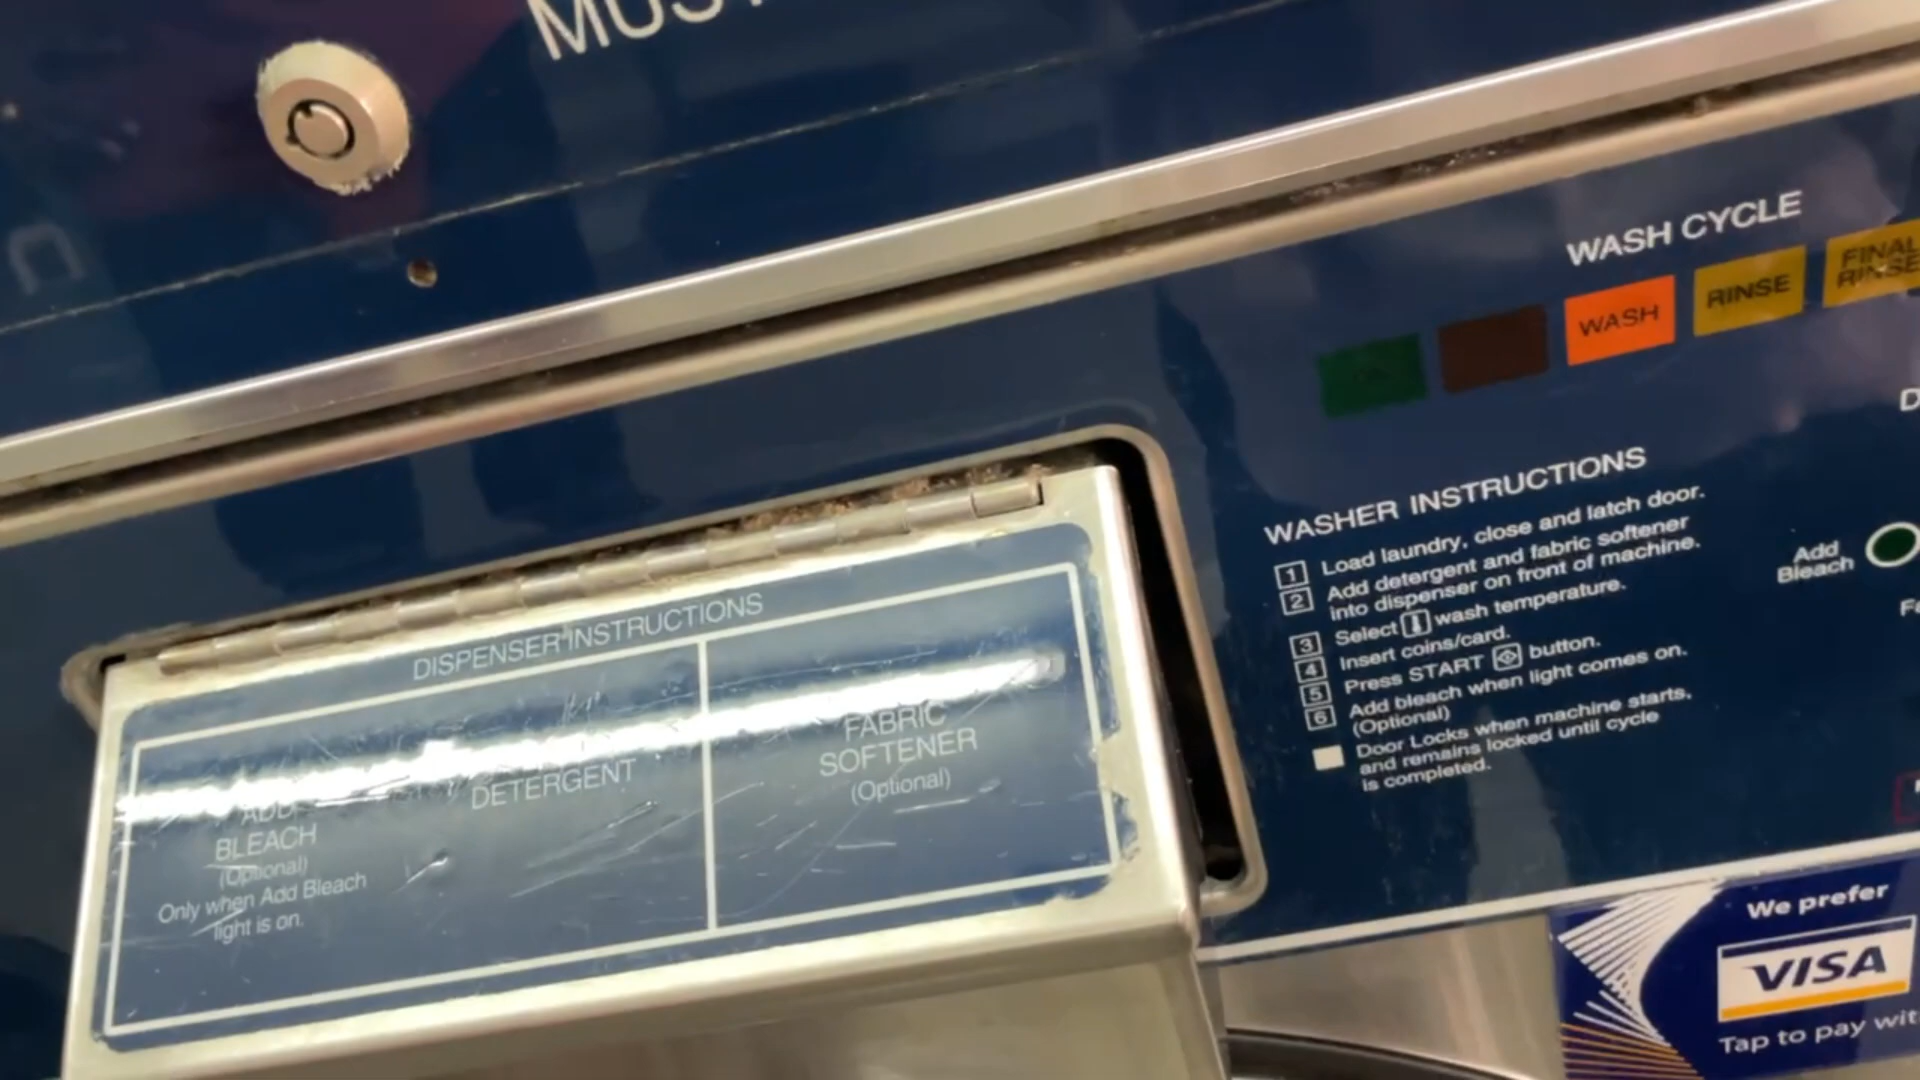 WASH CYCLE
WASH
RINSE
FINAL
RINSE
WASHER INSTRUCTIONS
1 Load laundry, close and latch door.
2 Add detergent and fabric softener
into dispenser on front of machine.
3 Select wash temperature.
4 Insert coins/card.
5 Press START button.
6 Add bleach when light comes on.
(Optional)
Door Locks when machine starts,
and remains locked until cycle
is completed.
Add
Bleach
DISPENSER INSTRUCTIONS
ADD
BLEACH
(Optional)
Only when Add Bleach
light is on.
DETERGENT
FABRIC
SOFTENER
(Optional)
We prefer
VISA
Tap to pay